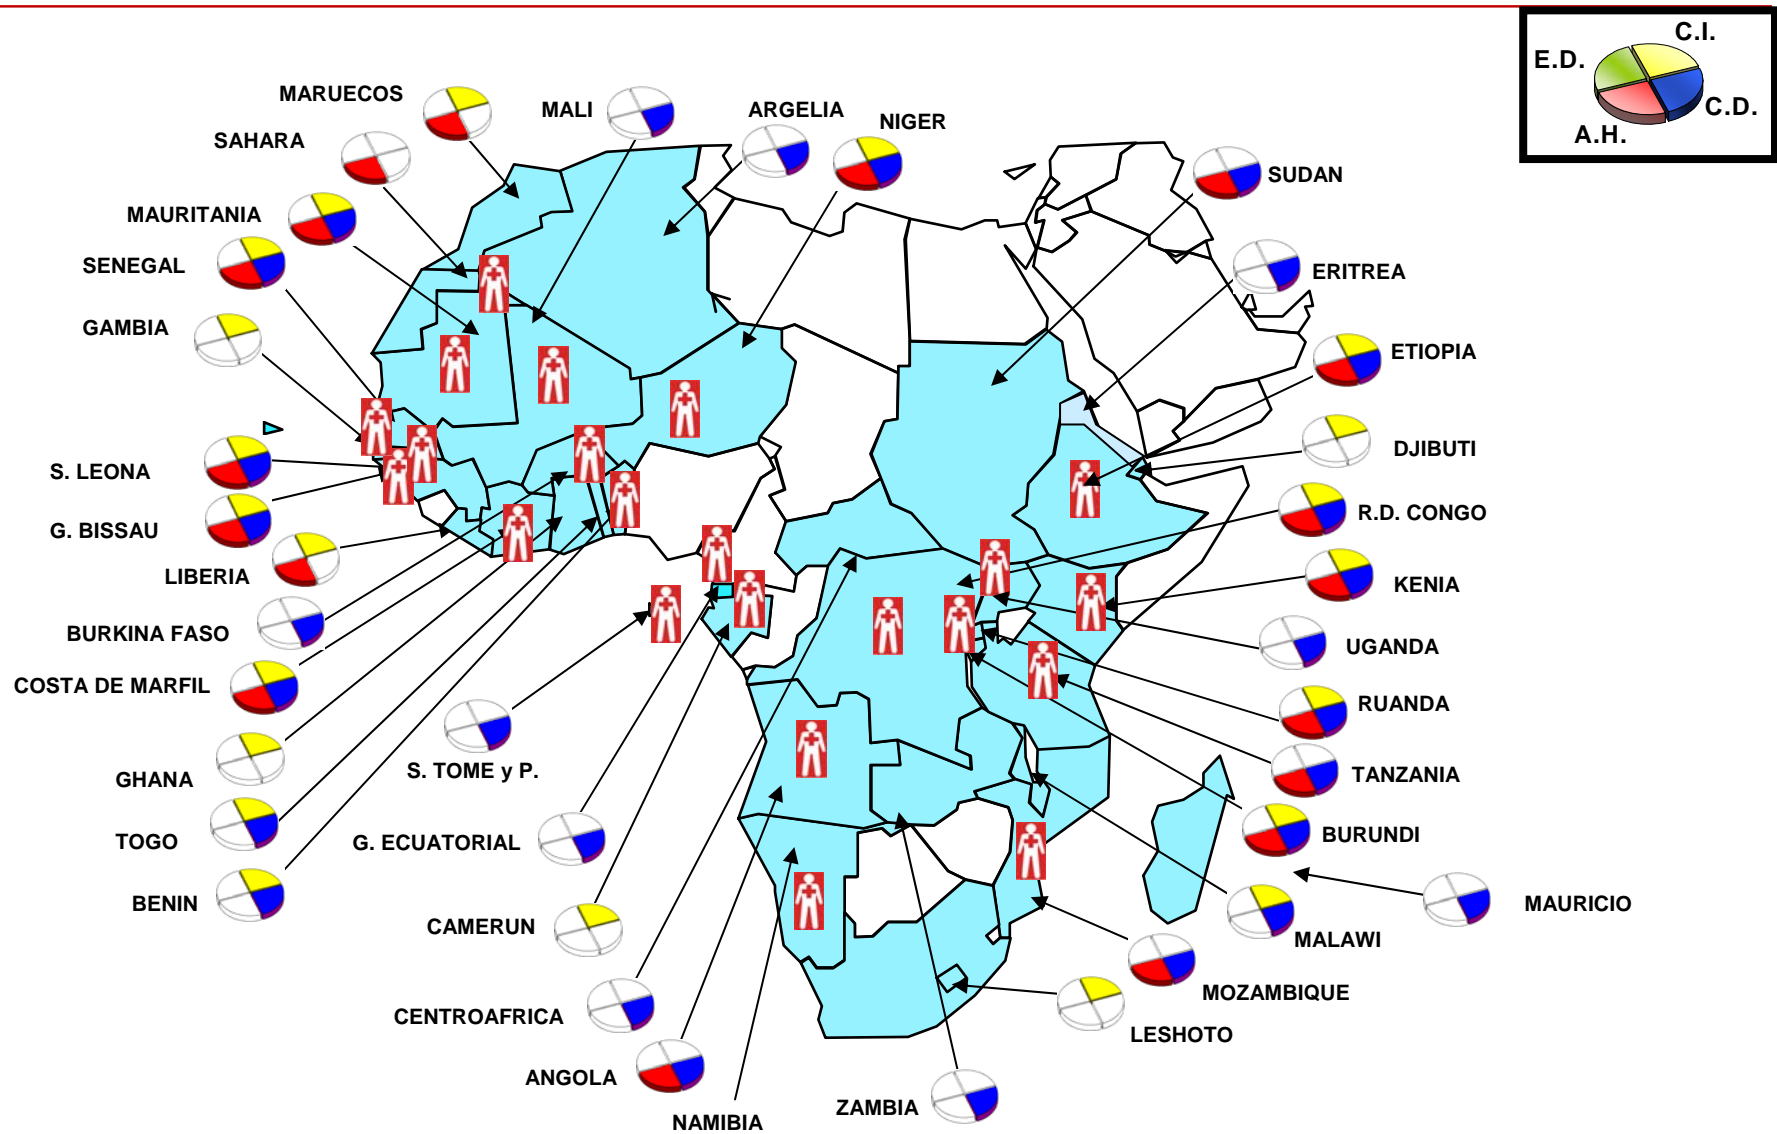 C.I.
E.D.
C.D.
A.H.
MARUECOS
MALI
ARGELIA
NIGER
SAHARA
SUDAN
MAURITANIA
SENEGAL
ERITREA
GAMBIA
ETIOPIA
DJIBUTI
S. LEONA
R.D. CONGO
G. BISSAU
LIBERIA
KENIA
BURKINA FASO
UGANDA
COSTA DE MARFIL
RUANDA
S. TOME y P.
GHANA
TANZANIA
TOGO
G. ECUATORIAL
BURUNDI
BENIN
MAURICIO
CAMERUN
MALAWI
MOZAMBIQUE
CENTROAFRICA
LESHOTO
ANGOLA
ZAMBIA
NAMIBIA